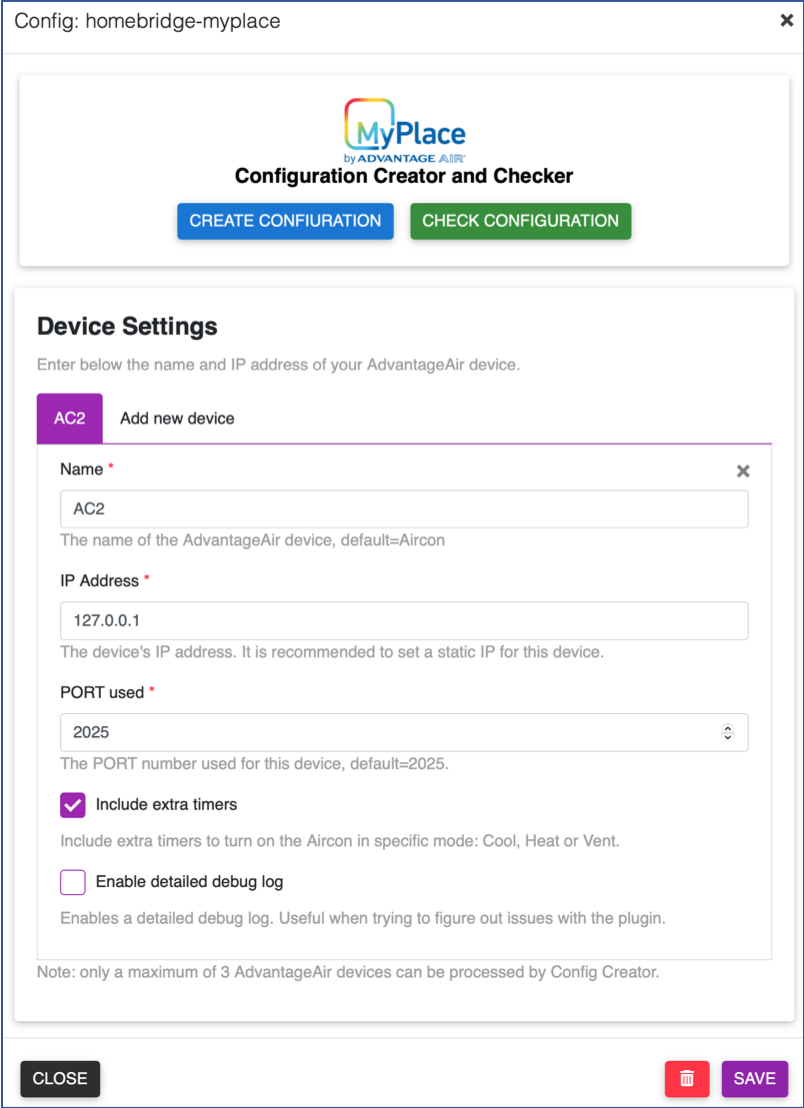 Config: homebridge-myplace
MyPlace
by ADVANTAGE AIR
Configuration Creator and Checker
CREATE CONFIURATION
CHECK CONFIGURATION
Device Settings
Enter below the name and IP address of your AdvantageAir device.
AC2
Add new device
Name *
AC2
The name of the AdvantageAir device, default=Aircon
IP Address *
127.0.0.1
The device's IP address. It is recommended to set a static IP for this device.
PORT used *
2025
The PORT number used for this device, default=2025.
Include extra timers
Include extra timers to turn on the Aircon in specific mode: Cool, Heat or Vent.
Enable detailed debug log
Enables a detailed debug log. Useful when trying to figure out issues with the plugin.
Note: only a maximum of 3 AdvantageAir devices can be processed by Config Creator.
CLOSE
SAVE